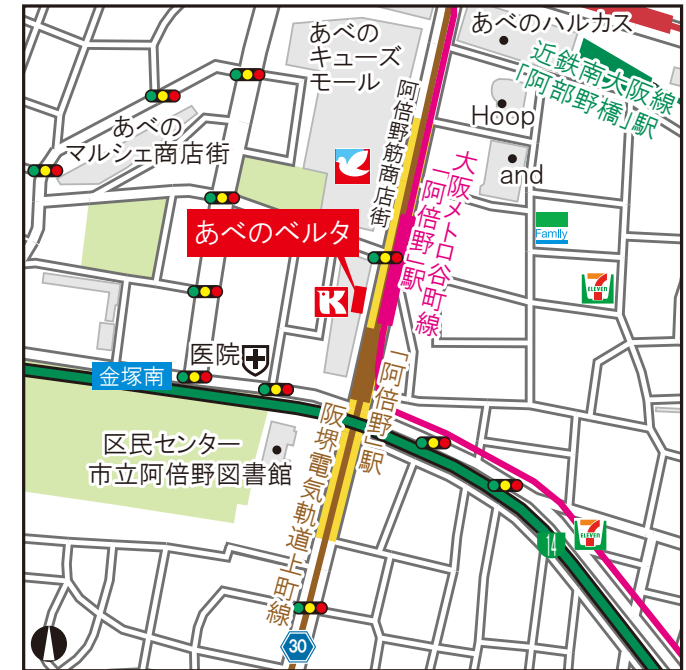 あべのハルカス
近鉄南大阪線
「阿部野橋」駅
あべの
キューズ
モール
阿倍野筋商店街
Hoop
and
あべの
マルシェ商店街
大阪メトロ谷町線
「阿倍野」駅
Family
7
ELEVEN
あべのベルタ
K
医院
金塚南
「阿倍野」駅
阪堺電気軌道上町線
区民センター
市立阿倍野図書館
14
7
ELEVEN
30